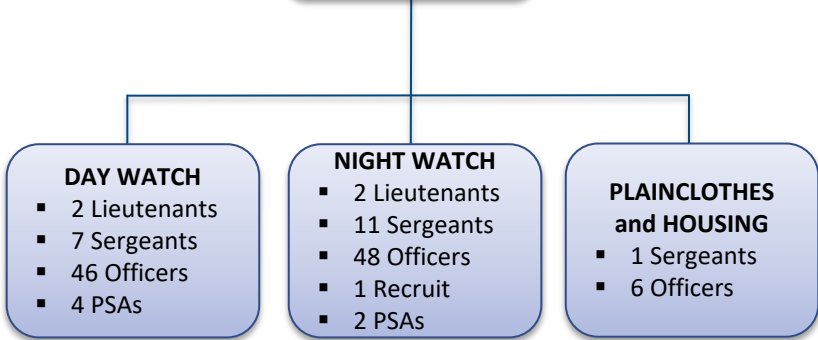 DAY WATCH
▪ 2 Lieutenants
▪ 7 Sergeants
▪ 46 Officers
▪ 4 PSAs
NIGHT WATCH
▪ 2 Lieutenants
▪ 11 Sergeants
▪ 48 Officers
▪ 1 Recruit
▪ 2 PSAs
PLAINCLOTHES
and HOUSING
▪ 1 Sergeants
▪ 6 Officers